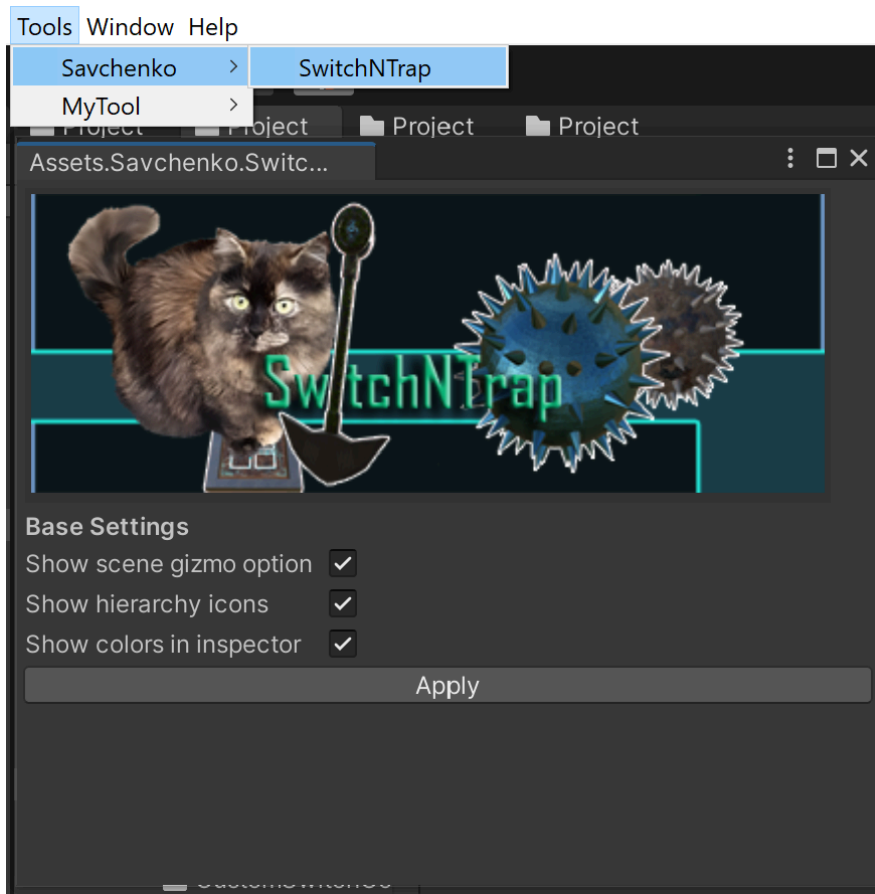 Tools Window Help
Savchenko > SwitchNTrap
MyTool >
Project Project Project Project
Assets.Savchenko.Switc...
SwitchNTrap
Base Settings
Show scene gizmo option
Show hierarchy icons
Show colors in inspector
Apply